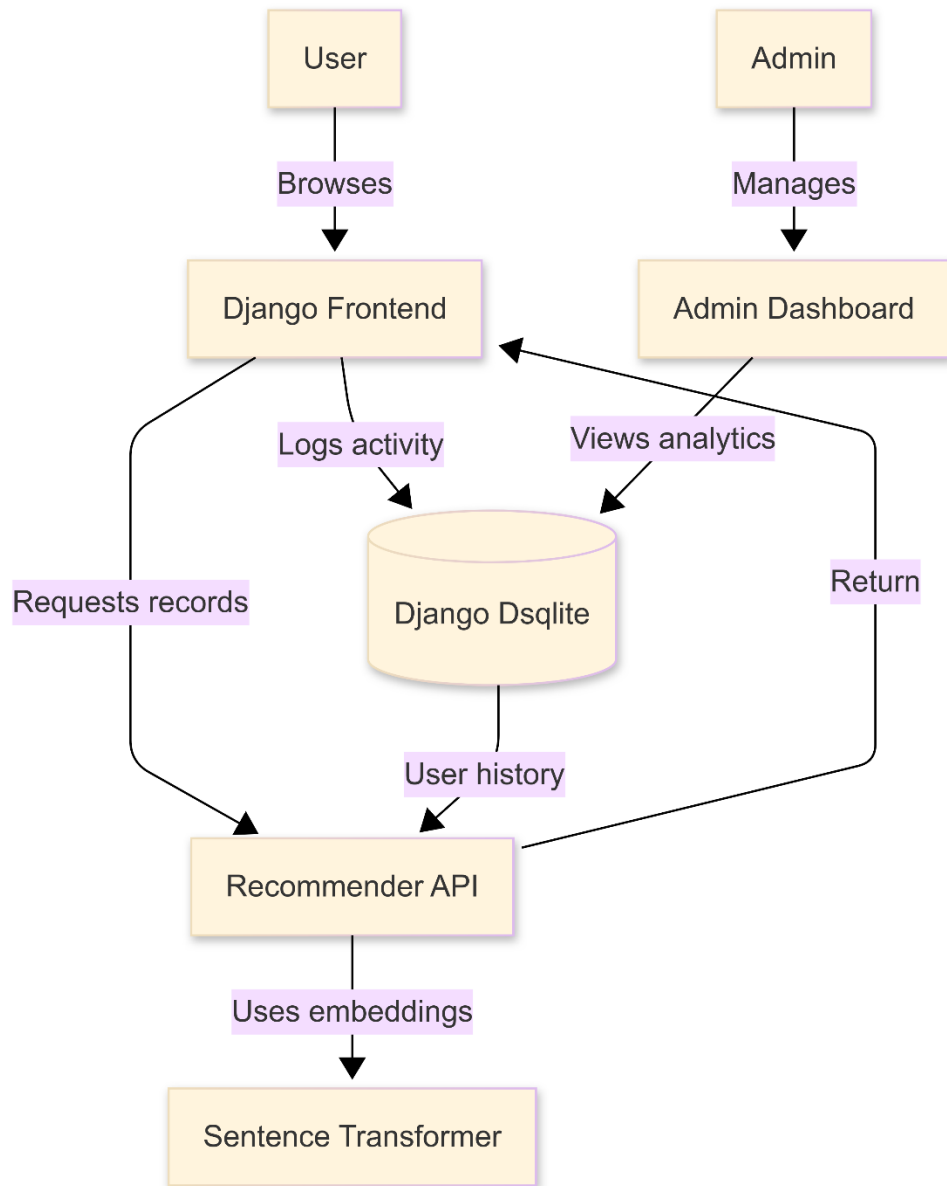 User
Admin
Browses
Manages
Django Frontend
Admin Dashboard
Logs activity
Views analytics
Requests records
Django Dsqlite
Return
User history
Recommender API
Uses embeddings
Sentence Transformer